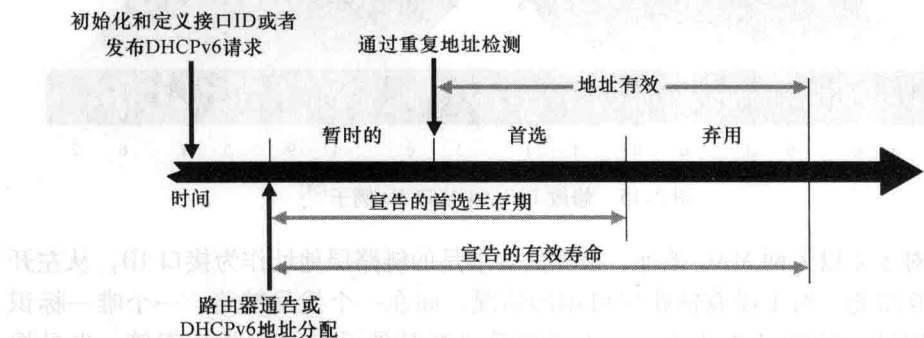 初始化和定义接口ID或者
发布DHCPv6请求
通过重复地址检测
地址有效
暂时的
首选
弃用
时间
宣告的首选生存期
宣告的有效寿命
路由器通告或
DHCPv6地址分配